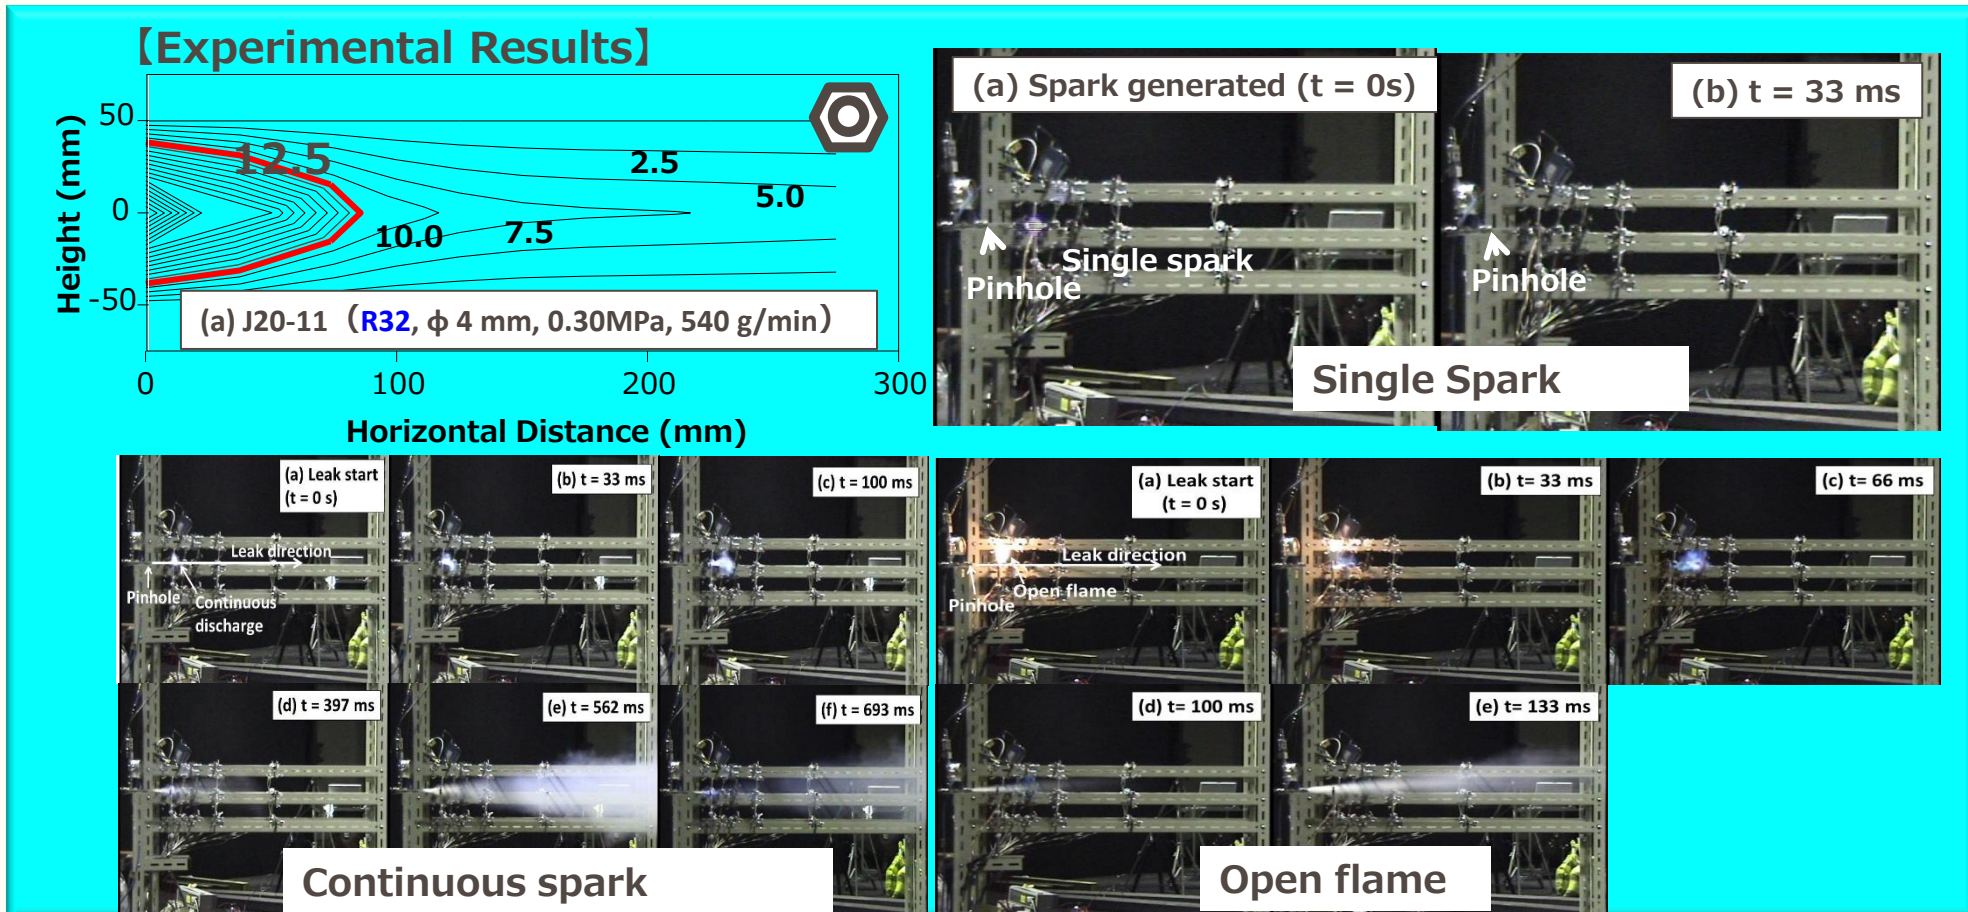 【Experimental Results】
50
0
-50
Height (mm)
12.5
2.5
5.0
7.5
10.0
(a) J20-11（R32, ϕ 4 mm, 0.30MPa, 540 g/min）
0
100
200
300
Horizontal Distance (mm)
(a) Spark generated (t = 0s)
Single spark
Pinhole
(b) t = 33 ms
Pinhole
Single Spark
(a) Leak start
(t = 0 s)
Leak direction
Pinhole
Continuous
discharge
(b) t = 33 ms
(c) t = 100 ms
(d) t = 397 ms
(e) t = 562 ms
(f) t = 693 ms
Continuous spark
(a) Leak start
(t = 0 s)
Leak direction
Open flame
Pinhole
(b) t= 33 ms
(c) t= 66 ms
(d) t= 100 ms
(e) t= 133 ms
Open flame